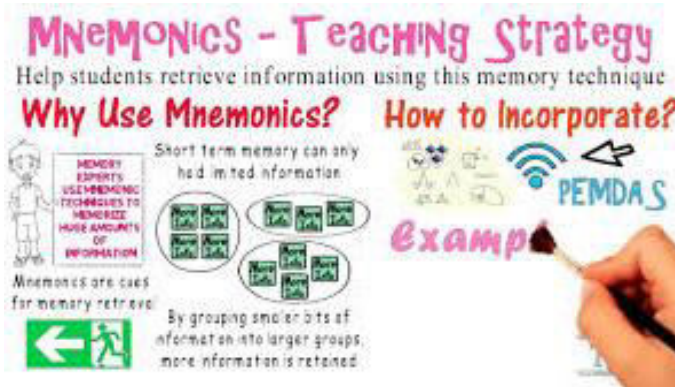 MNeMONiCS - TeaCHiNg Strategy
Help students retrieve information using this memory technique
Why Use Mnemonics?
MEMORY
EXPERTS
USE MNEMONIC
TECHNIQUES TO
MEMORIZE
HUGE AMOUNTS
OF
INFORMATION
Mnemonics are cues
for memory retrieval
Short term memory can only
hold limited information
By grouping smaller bits of
information into larger groups,
more information is retained
How to Incorporate?
PEMDAS
examp